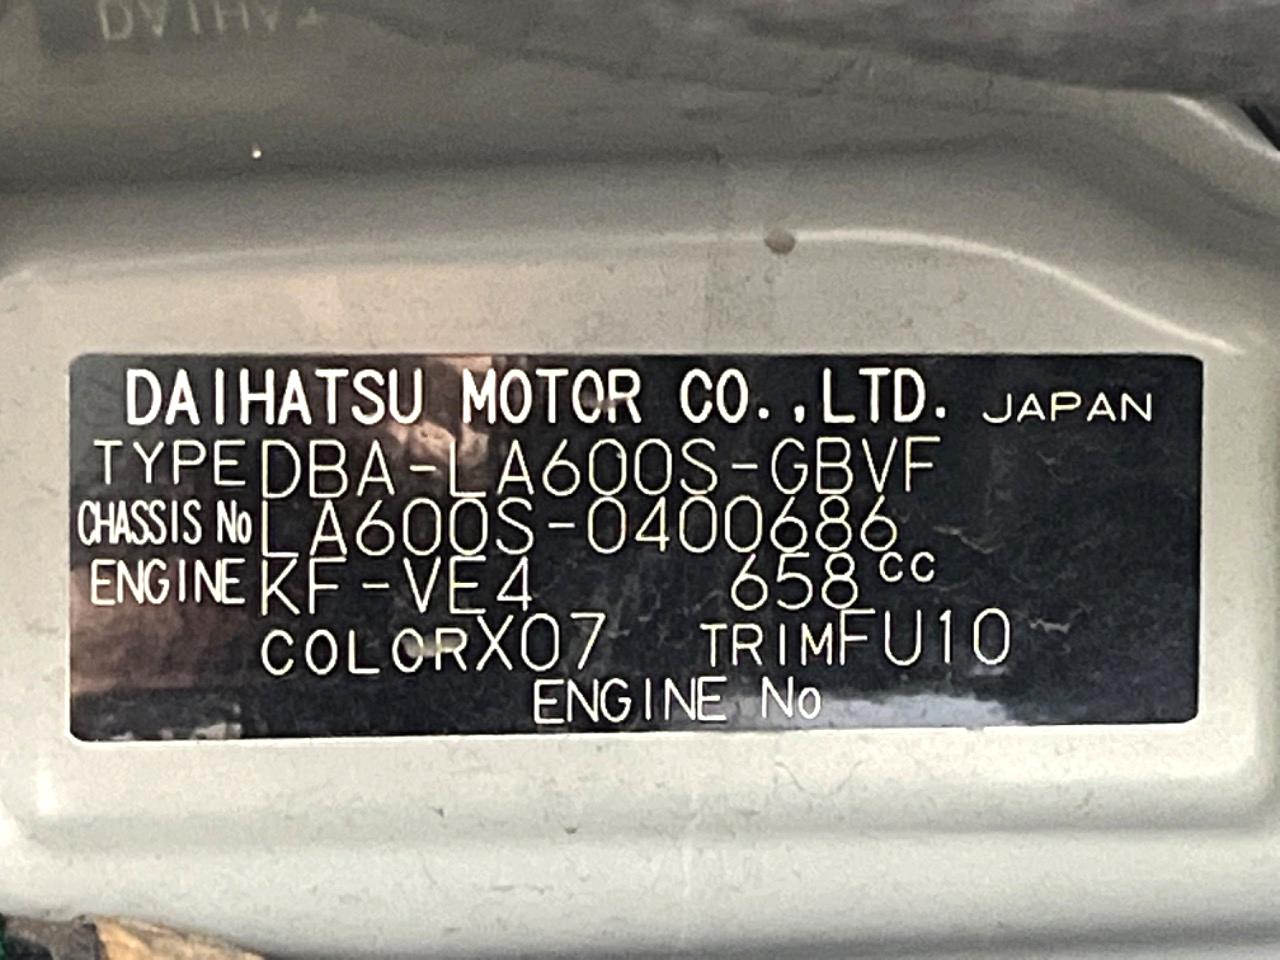 DAIHATSU MOTOR CO.,LTD. JAPAN
TYPE DBA-LA600S-GBVF
CHASSIS No LA600S-0400686
ENGINE KF-VE4 658cc
COLOR X07 TRIM FU10
ENGINE No